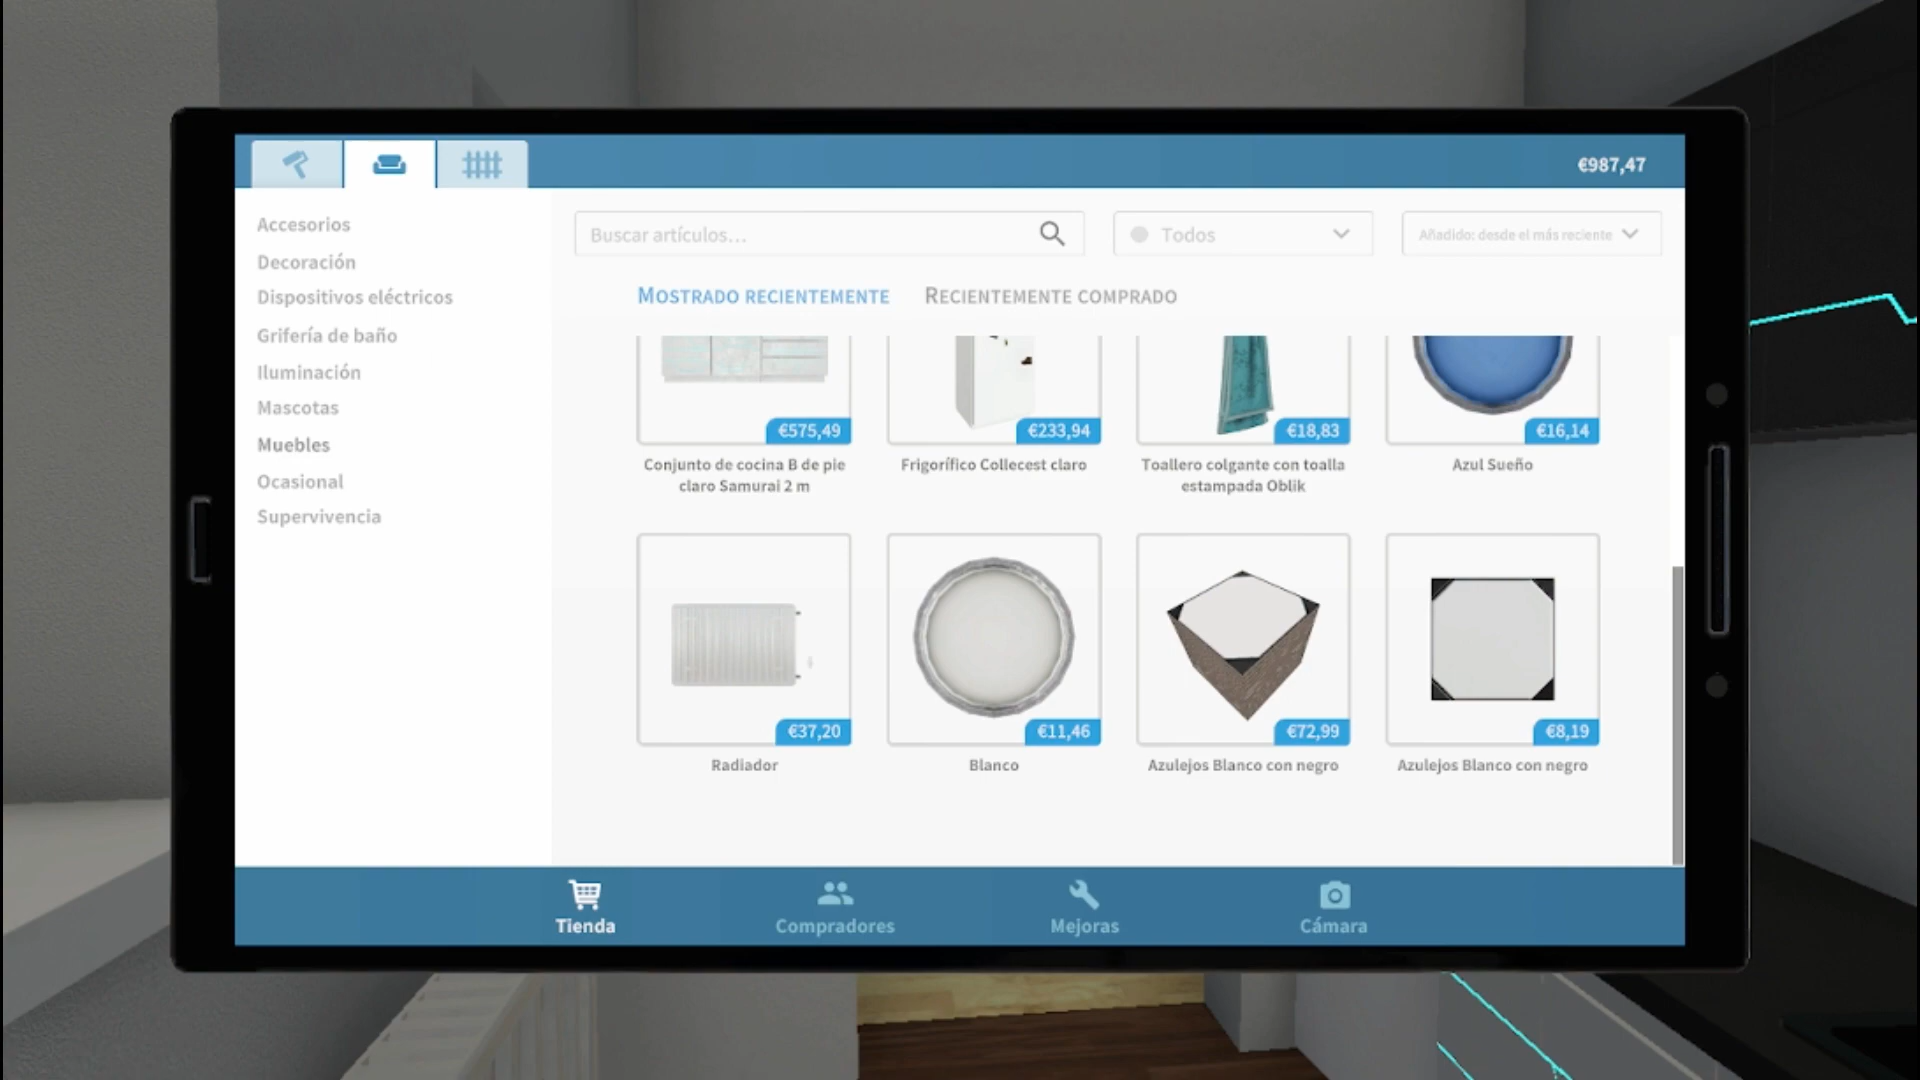 €987,47
Accesorios
Decoración
Dispositivos eléctricos
Grifería de baño
Iluminación
Mascotas
Muebles
Ocasional
Supervivencia
Buscar artículos...
Todos
Añadido: desde el más reciente
MOSTRADO RECIENTEMENTE
RECIENTEMENTE COMPRADO
€575,49
€233,94
€18,83
€16,14
Conjunto de cocina B de pie
claro Samurai 2 m
Frigorífico Collecest claro
Toallero colgante con toalla
estampada Oblik
Azul Sueño
€37,20
€11,46
€72,99
€8,19
Radiador
Blanco
Azulejos Blanco con negro
Azulejos Blanco con negro
Tienda
Compradores
Mejoras
Cámara